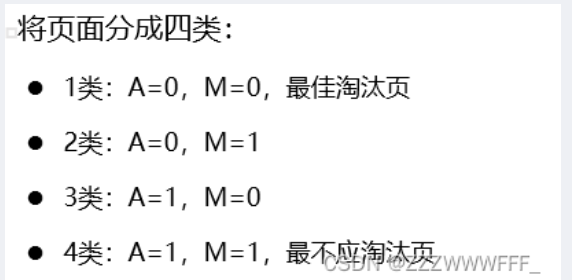 将页面分成四类：
● 1类：A=0，M=0，最佳淘汰页
● 2类：A=0，M=1
● 3类：A=1，M=0
● 4类：A=1，M=1，最不应淘汰页
CSDN @ZZZWWWFFF_